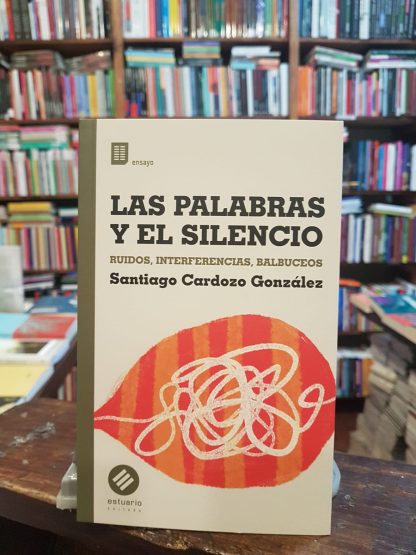 ensayo
LAS PALABRAS
Y EL SILENCIO
RUIDOS, INTERFERENCIAS, BALBUCEOS
Santiago Cardozo González
estuario
EDITORA